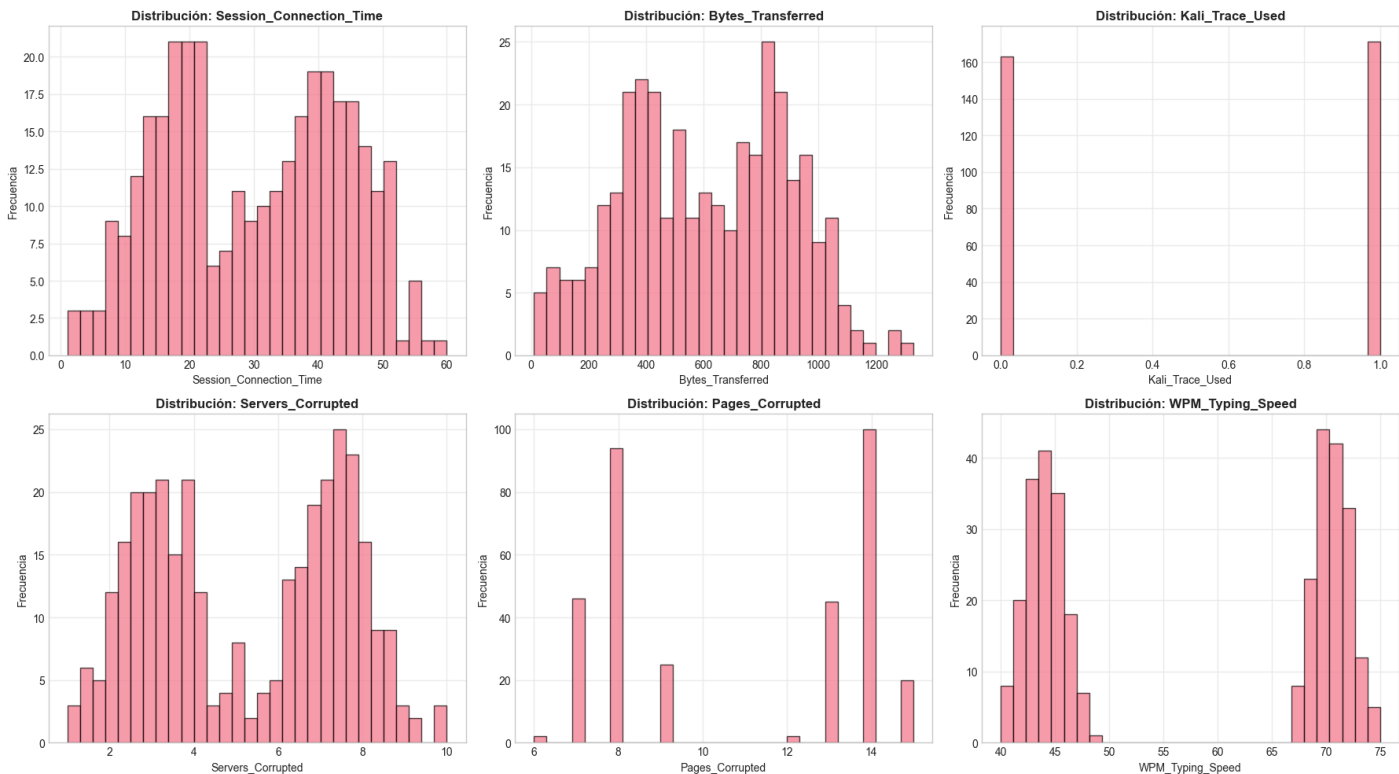 Distribución: Session_Connection_Time
Frecuencia
20.0
17.5
15.0
12.5
10.0
7.5
5.0
2.5
0.0
0 10 20 30 40 50 60
Session_Connection_Time
Distribución: Bytes_Transferred
Frecuencia
25
20
15
10
5
0
0 200 400 600 800 1000 1200
Bytes_Transferred
Distribución: Kali_Trace_Used
Frecuencia
160
140
120
100
80
60
40
20
0
0.0 0.2 0.4 0.6 0.8 1.0
Kali_Trace_Used
Distribución: Servers_Corrupted
Frecuencia
25
20
15
10
5
0
2 4 6 8 10
Servers_Corrupted
Distribución: Pages_Corrupted
Frecuencia
100
80
60
40
20
0
6 8 10 12 14
Pages_Corrupted
Distribución: WPM_Typing_Speed
Frecuencia
40
30
20
10
0
40 45 50 55 60 65 70 75
WPM_Typing_Speed